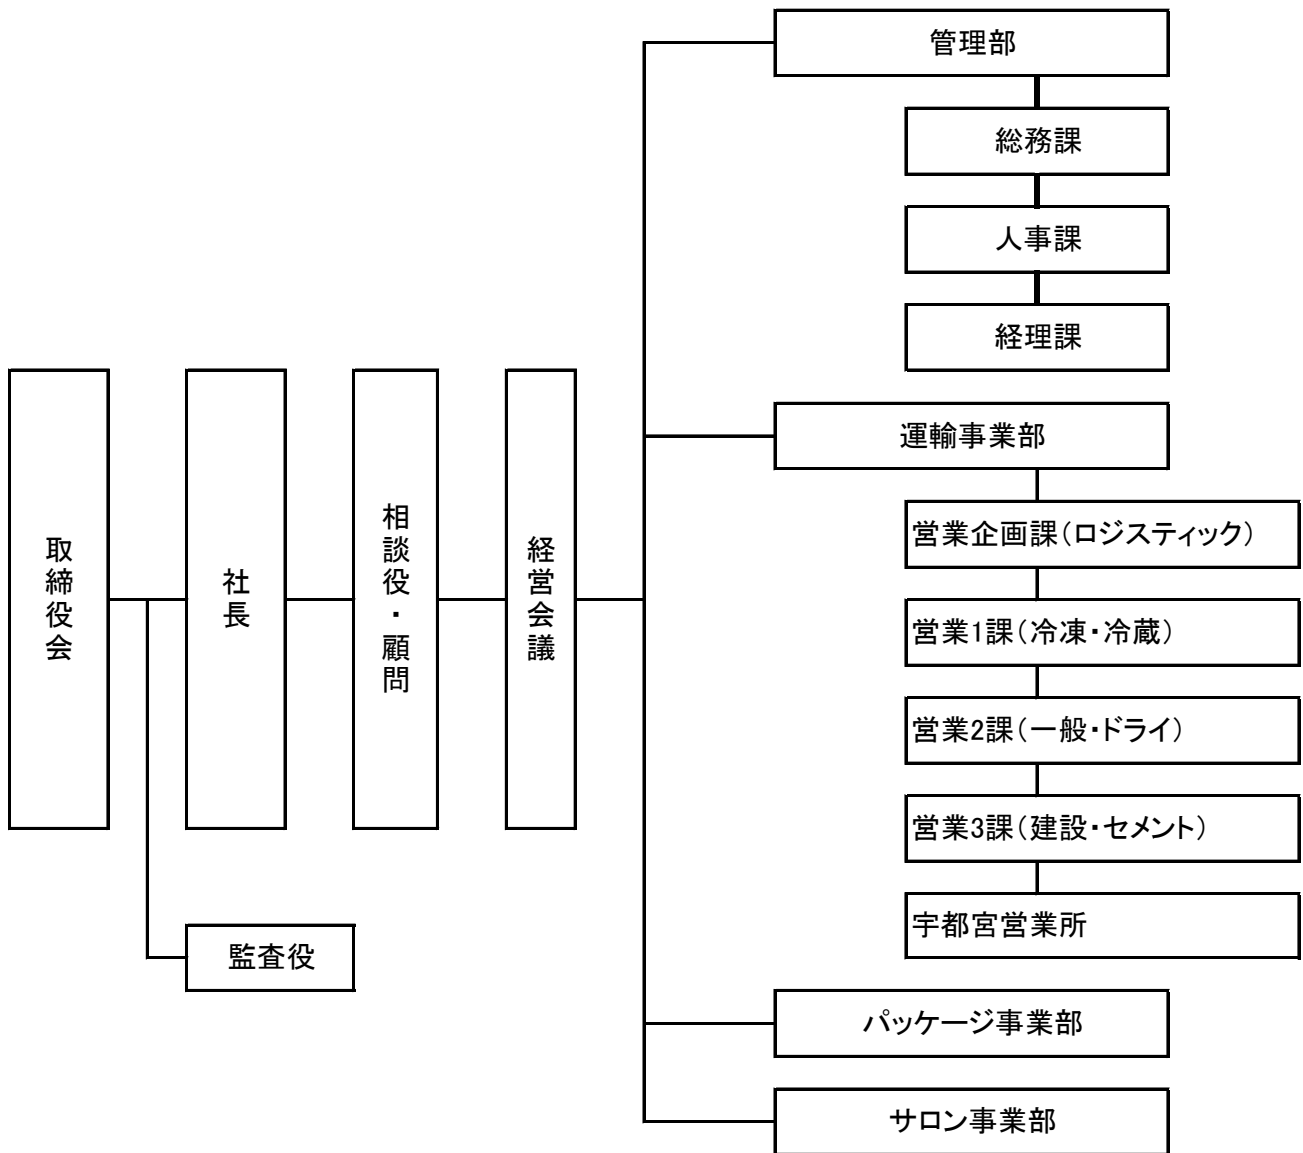 取締役会
社長
監査役
相談役・顧問
経営会議
管理部
総務課
人事課
経理課
運輸事業部
営業企画課（ロジスティック）
営業1課（冷凍・冷蔵）
営業2課（一般・ドライ）
営業3課（建設・セメント）
宇都宮営業所
パッケージ事業部
サロン事業部